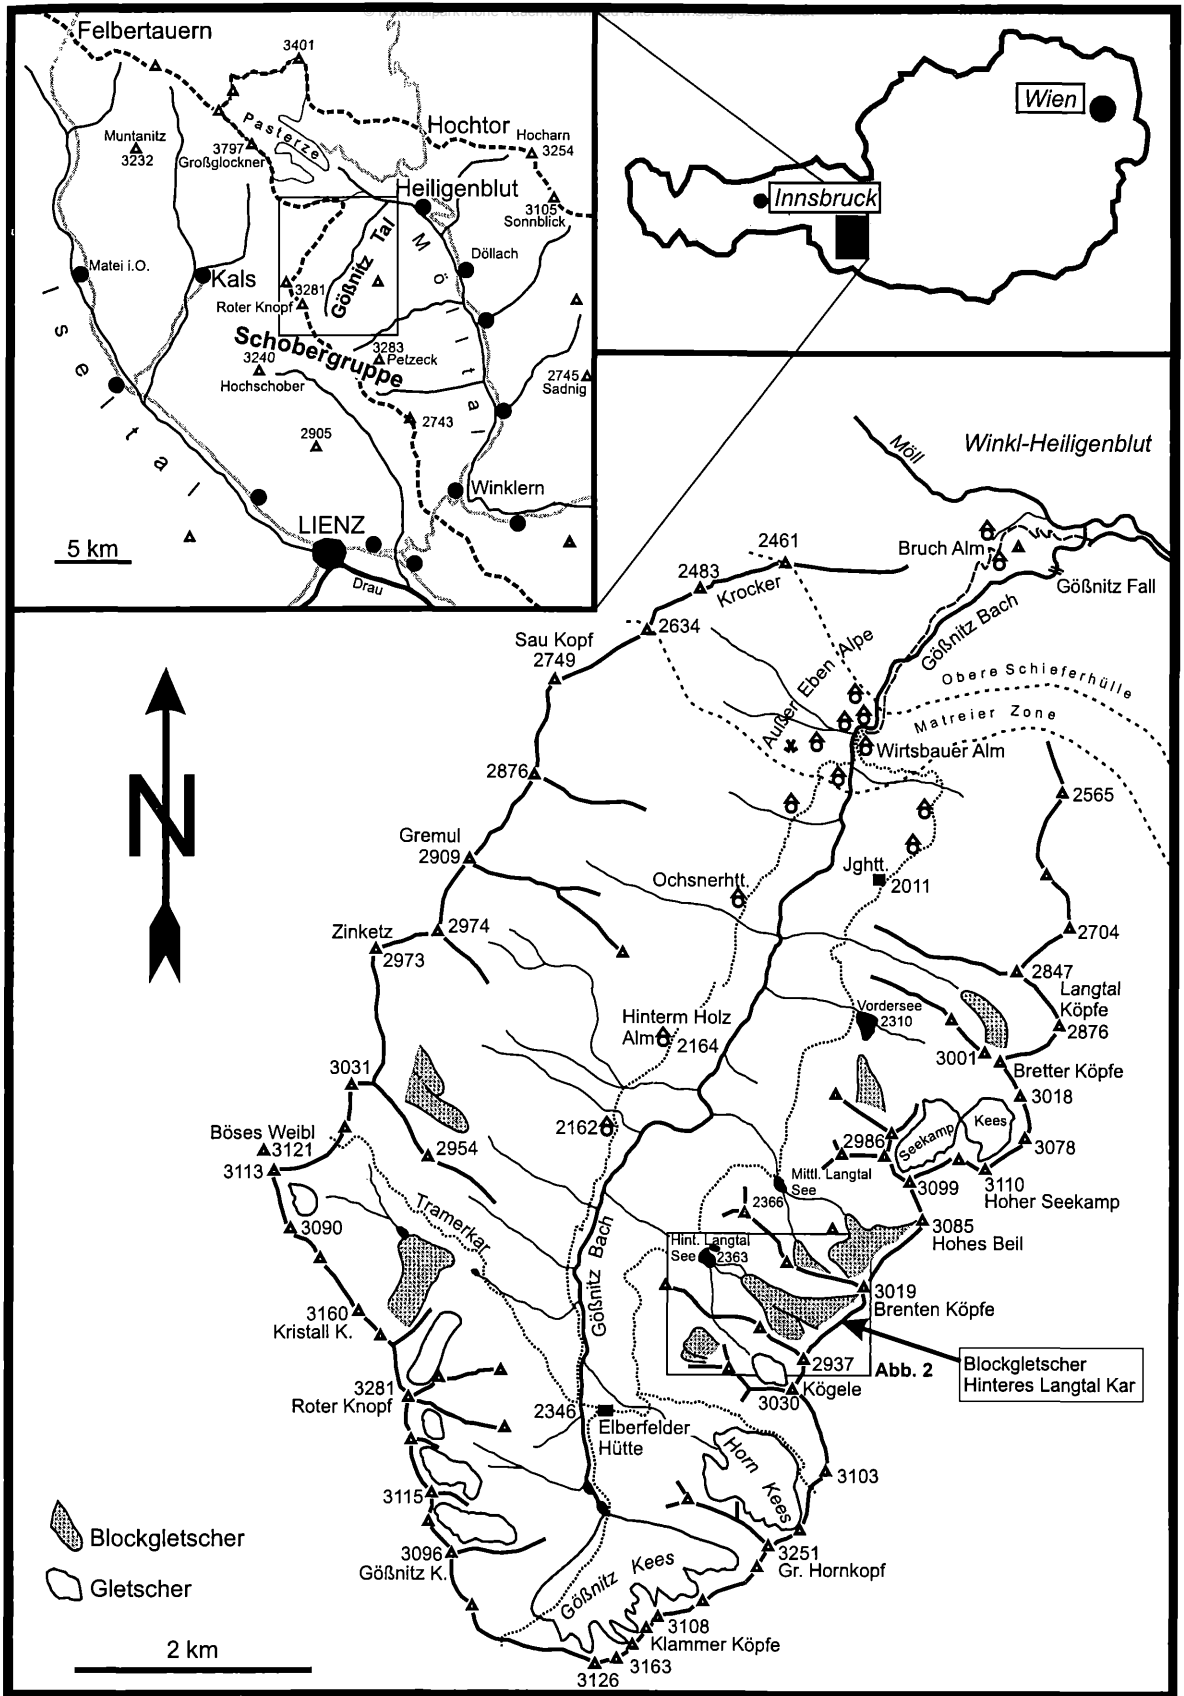 Felbertauern
3401
Muntanitz
3232
3797
Großglockner
Pasterze
Hochtor
Hocharn
3254
Heiligenblut
3105
Sonnblick
Matei i.O.
Kals
Gößnitz Tal
Mölltal
Döllach
3281
Roter Knopf
Schobergruppe
3240
Hochschober
3283
Petzeck
2745
Sadnig
2743
2905
Iseltal
Winklern
LIENZ
5 km
Drau
Wien
Innsbruck
Möll
Winkl-Heiligenblut
2461
Bruch Alm
2483
Krocker
Gößnitz Fall
2634
Gößnitz Bach
Sau Kopf
2749
Außer Eben Alpe
Obere Schieferhülle
Matreier Zone
Wirtsbauer Alm
N
2876
2565
Gremul
2909
Ochsnerhtt.
Jghtt.
2011
Zinketz
2973
2974
2704
2847
Langtal
Köpfe
2876
Hinterm Holz
Alm
2164
Vordersee
2310
3001
Bretter Köpfe
3031
3018
2162
Böses Weibl
3121
3113
2954
2986
Seekamp
Kees
3078
Mittl. Langtal
See
3099
3110
Hoher Seekamp
2366
3090
Tramerkar
Gößnitz Bach
Hint. Langtal
See
2363
3085
Hohes Beil
3019
Brenten Köpfe
3160
Kristall K.
2937
Abb. 2
Blockgletscher
Hinteres Langtal Kar
3281
Roter Knopf
3030
Kögele
2346
Elberfelder
Hütte
Horn Kees
3103
3115
3096
Gößnitz K.
3251
Gr. Hornkopf
Gößnitz Kees
3108
Klammer Köpfe
3163
3126
Blockgletscher
Gletscher
2 km